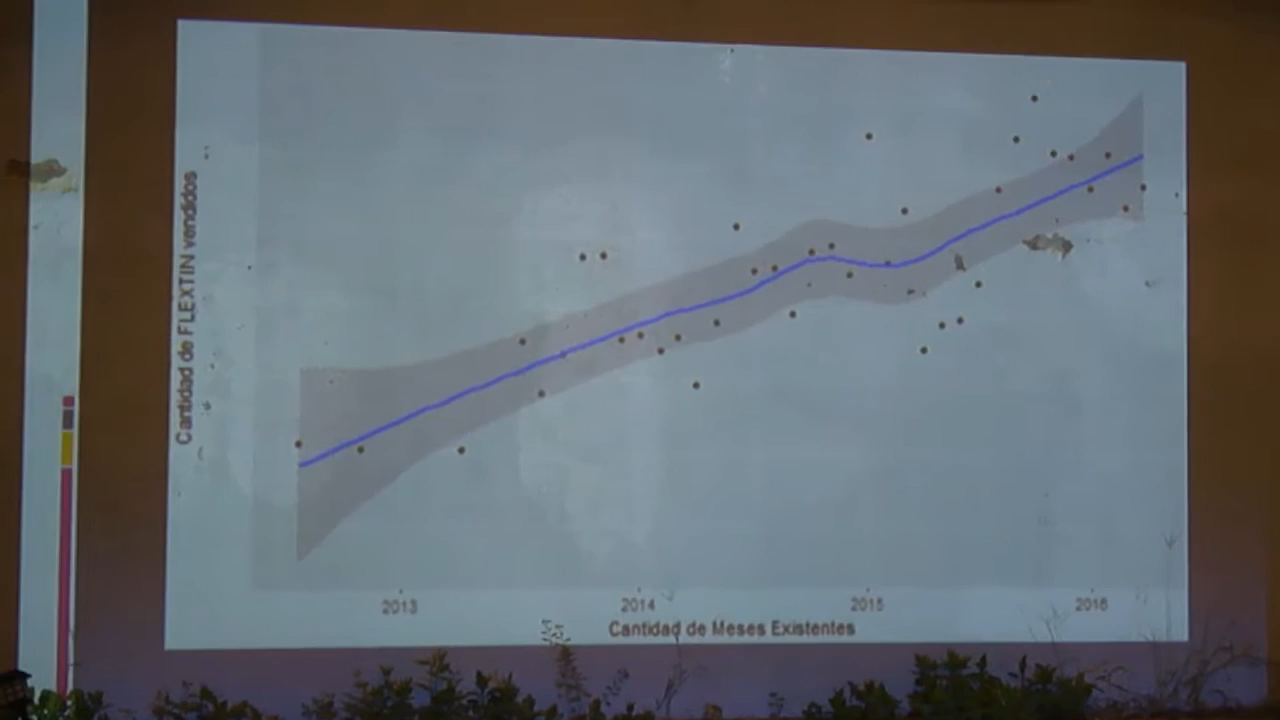 Cantidad de FLEXTIN vendidos
2013 2014 2015 2016
Cantidad de Meses Existentes